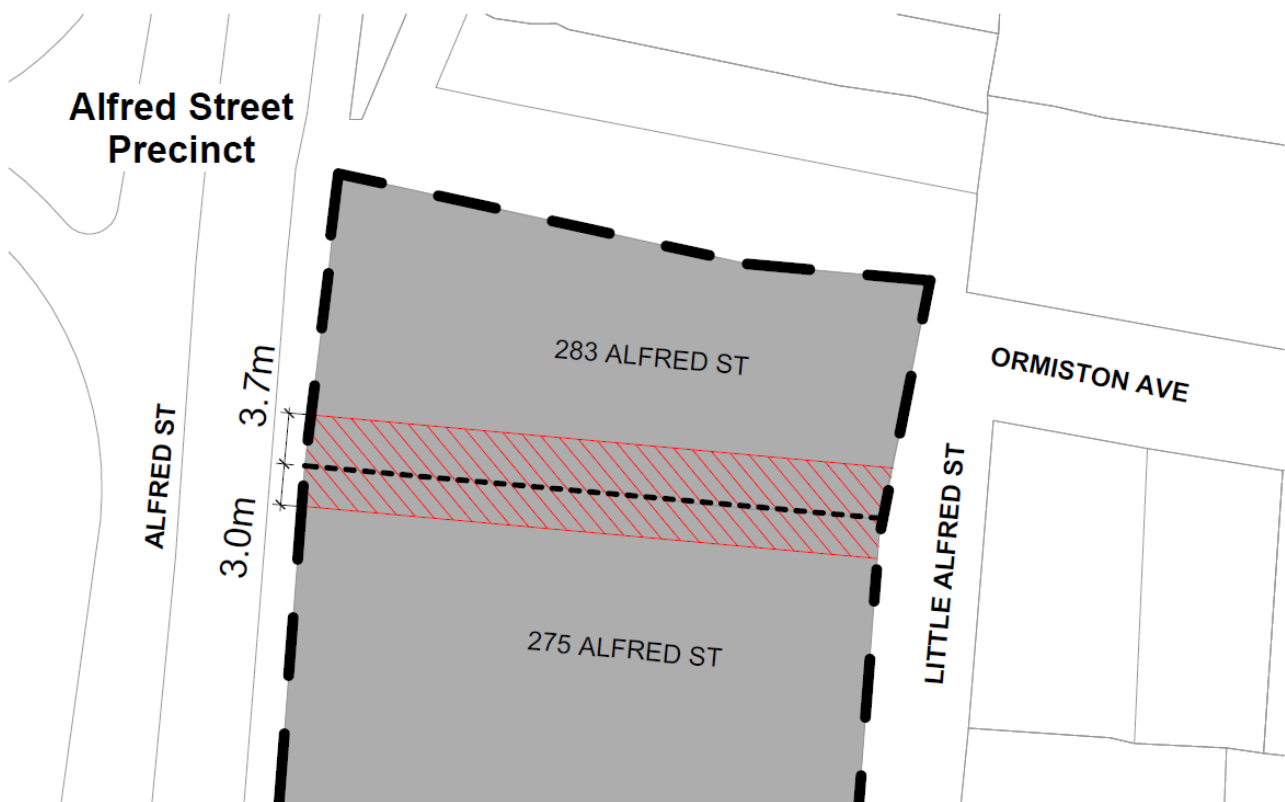 Alfred Street
Precinct
283 ALFRED ST
ORMISTON AVE
3.7m
ALFRED ST
3.0m
LITTLE ALFRED ST
275 ALFRED ST